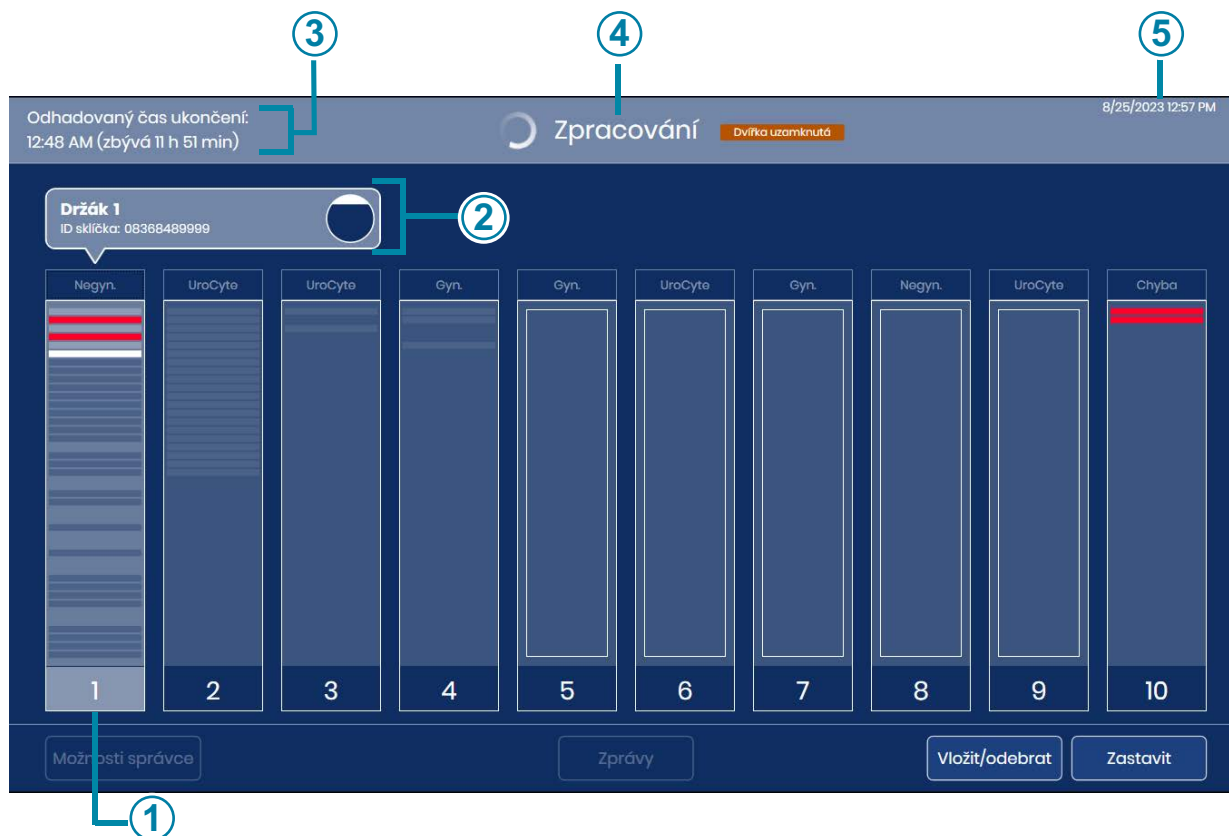 3
4
5
Odhadovaný čas ukončení:
12:48 AM (zbývá 11 h 51 min)
Zpracování
Dvířka uzamknutá
8/25/2023 12:57 PM
Držák 1
ID sklíčka: 08368489999
2
Negyn.
UroCyte
UroCyte
Gyn.
Gyn.
UroCyte
Gyn.
Negyn.
UroCyte
Chyba
1
2
3
4
5
6
7
8
9
10
Možnosti správce
Zprávy
Vložit/odebrat
Zastavit
1